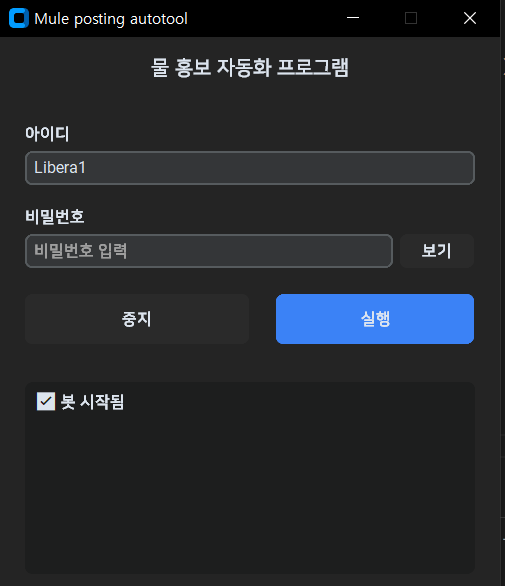 Mule posting autotool
물 홍보 자동화 프로그램
아이디
Libera1
비밀번호
비밀번호 입력
보기
중지
실행
봇 시작됨